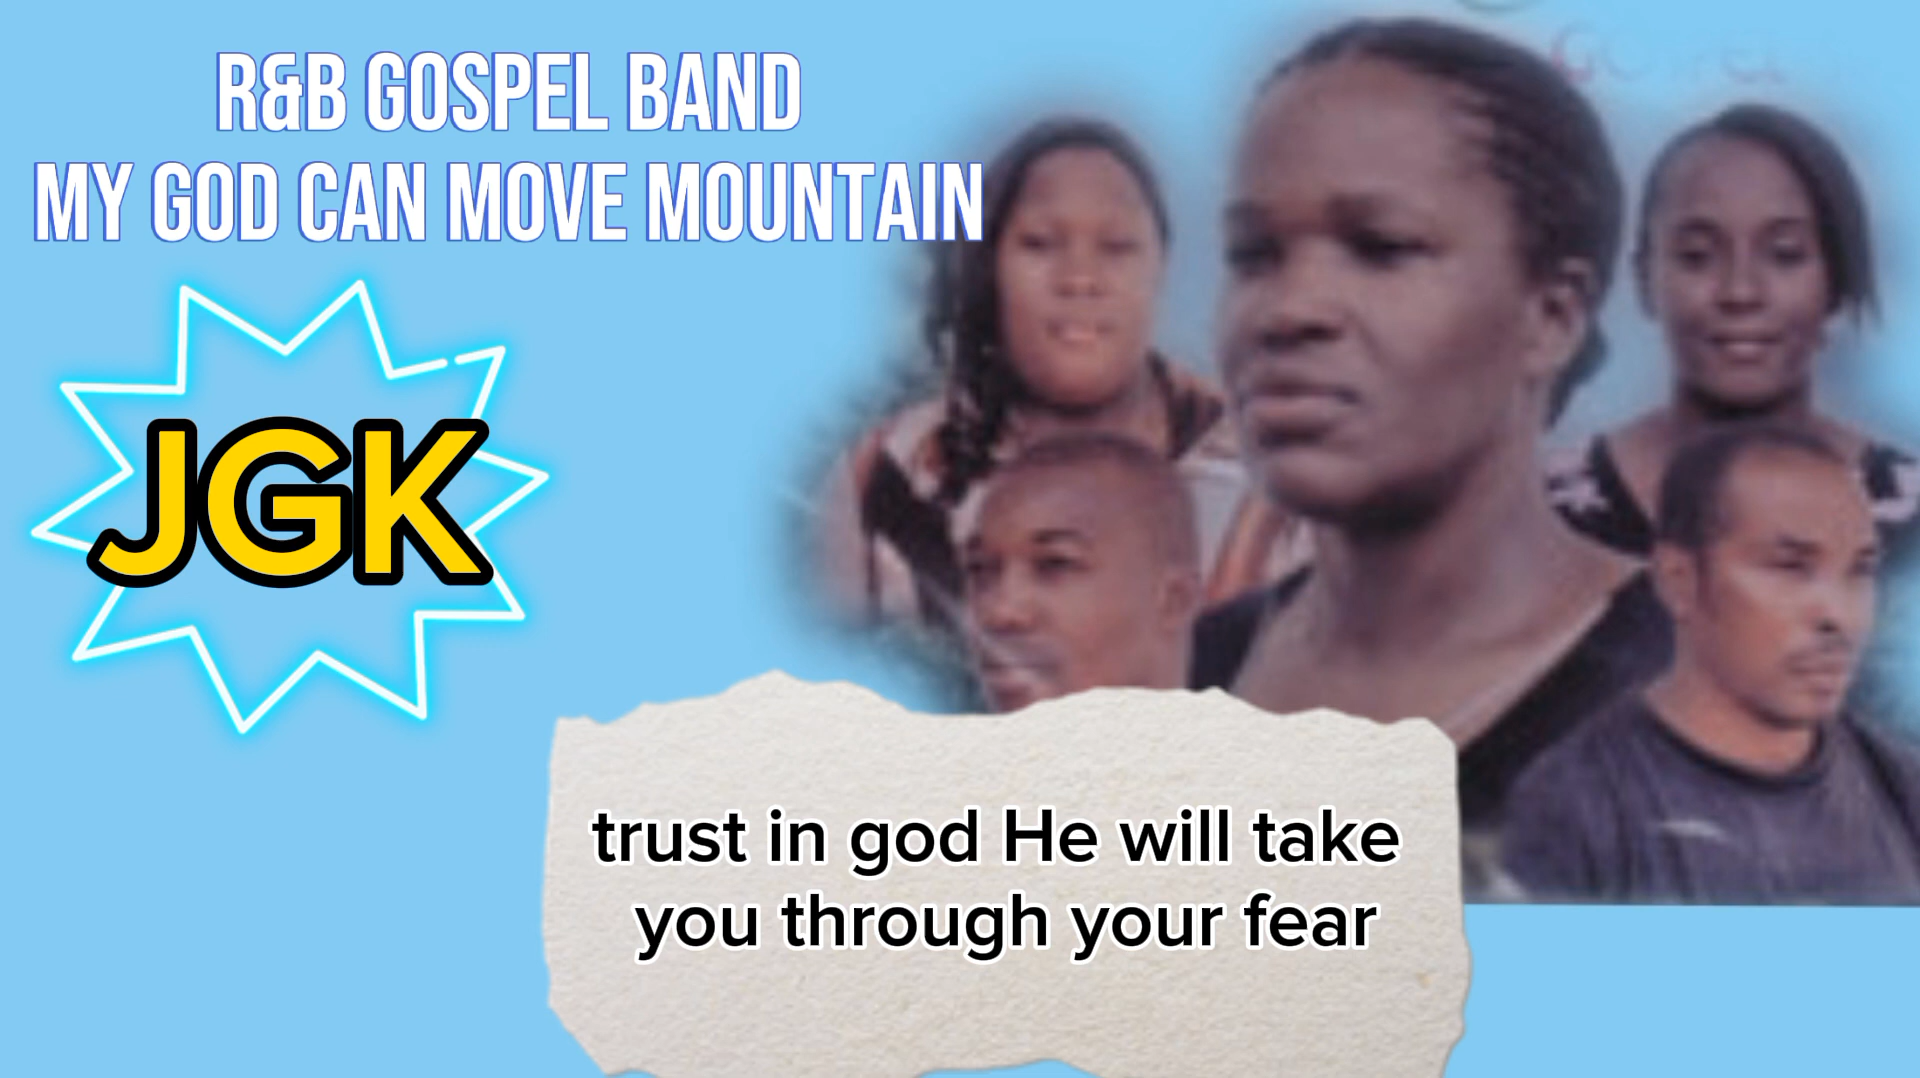 R&B GOSPEL BAND
MY GOD CAN MOVE MOUNTAIN
JGK
trust in god He will take
you through your fear